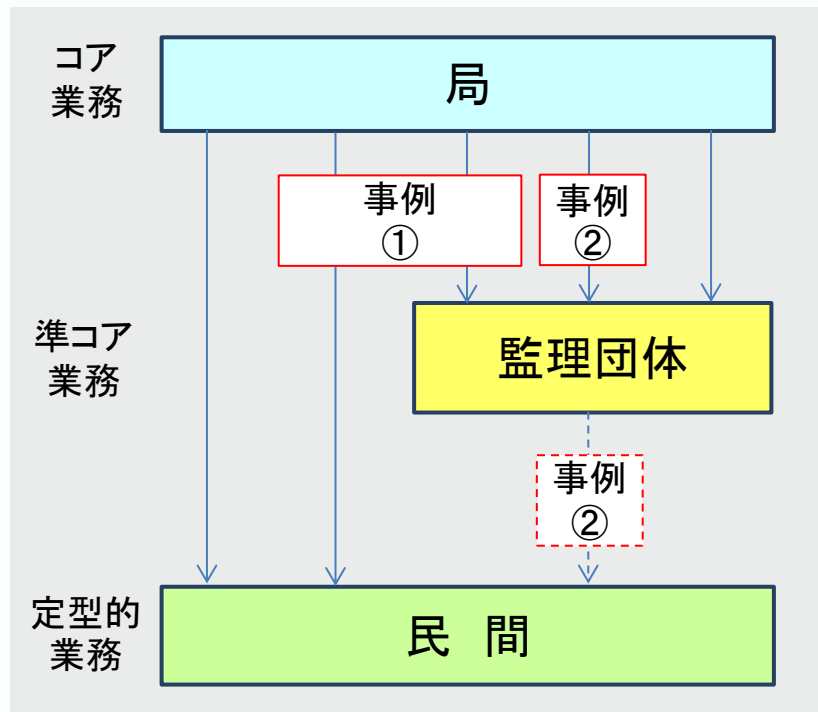 コア
業務
局
事例
①
事例
②
準コア
業務
監理団体
事例
②
定型的
業務
民 間